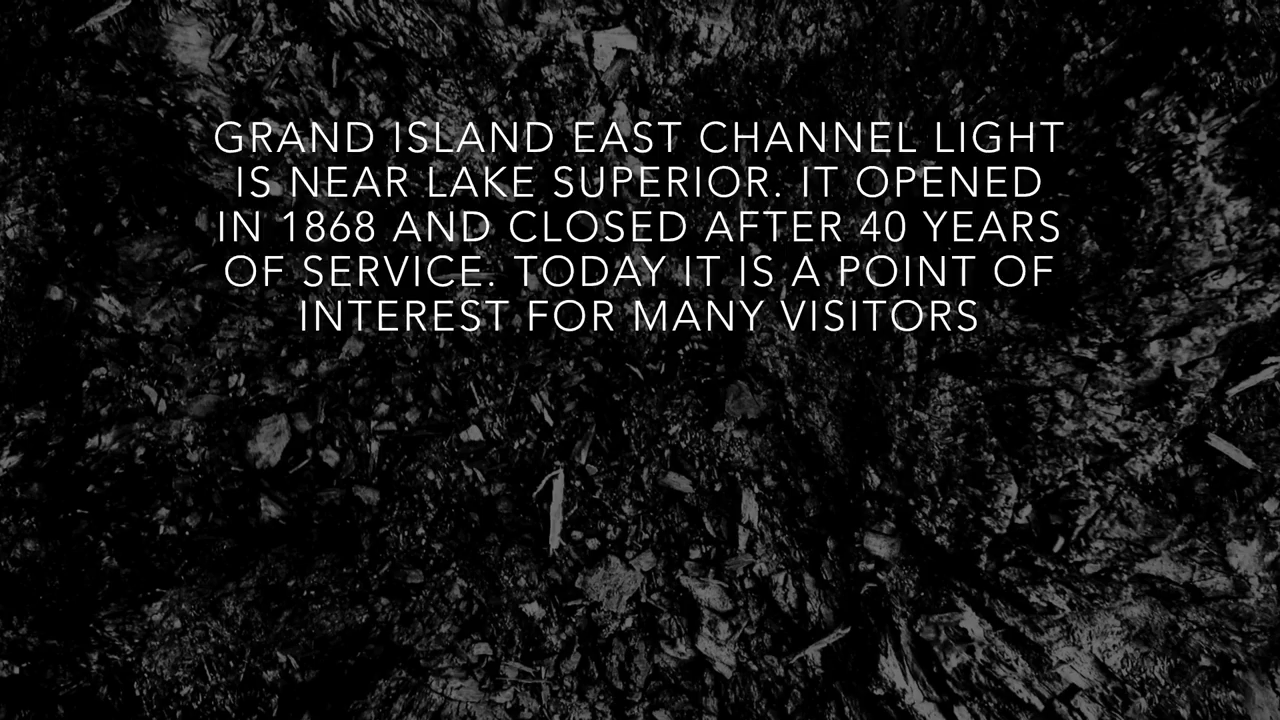 GRAND ISLAND EAST CHANNEL LIGHT
IS NEAR LAKE SUPERIOR. IT OPENED
IN 1868 AND CLOSED AFTER 40 YEARS
OF SERVICE. TODAY IT IS A POINT OF
INTEREST FOR MANY VISITORS